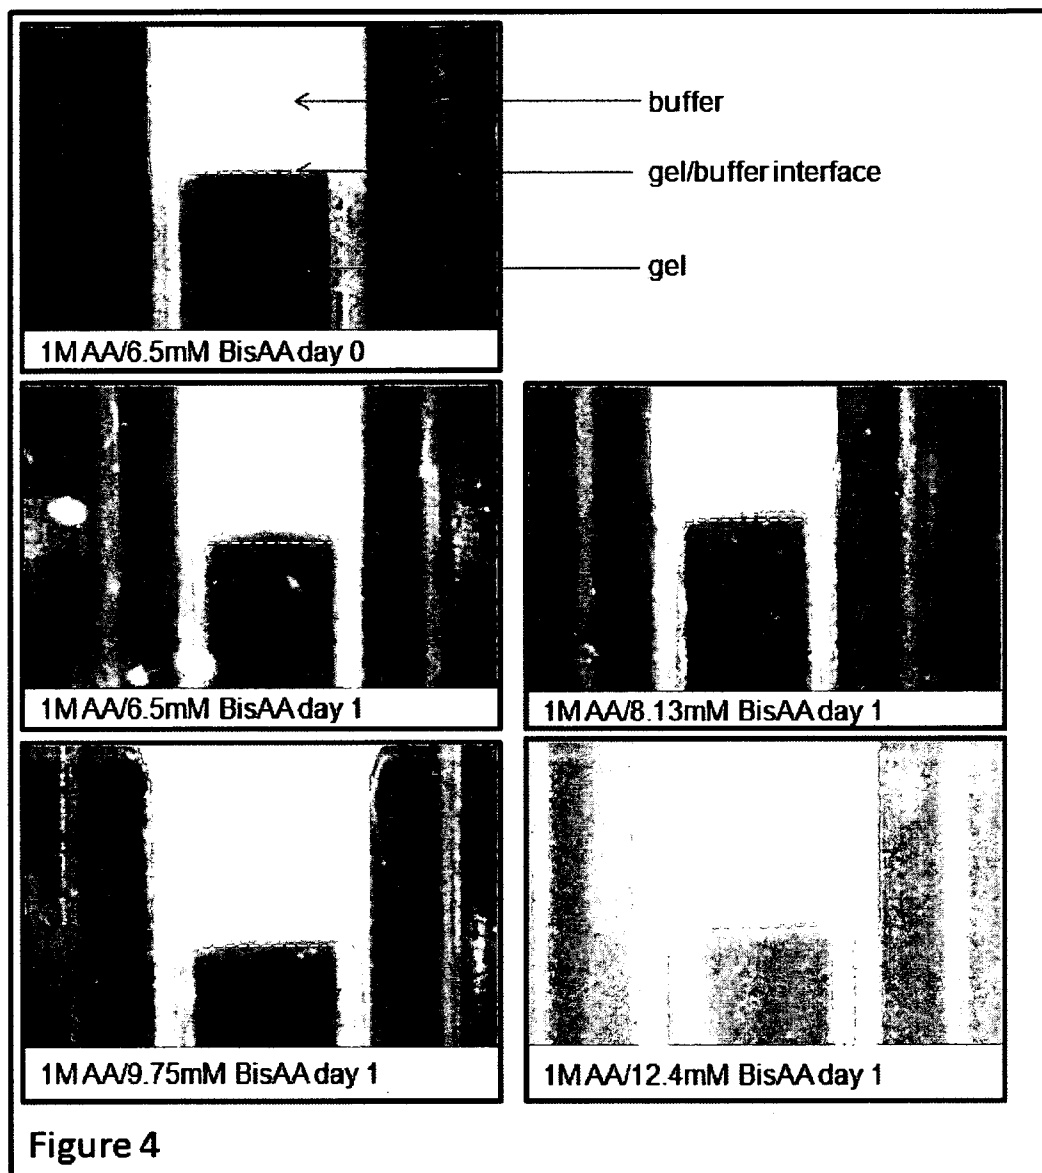 buffer
gel/buffer interface
gel
1M AA/6.5mM BisAA day 0
1M AA/6.5mM BisAA day 1
1M AA/8.13mM BisAA day 1
1M AA/9.75mM BisAA day 1
1M AA/12.4mM BisAA day 1
Figure 4